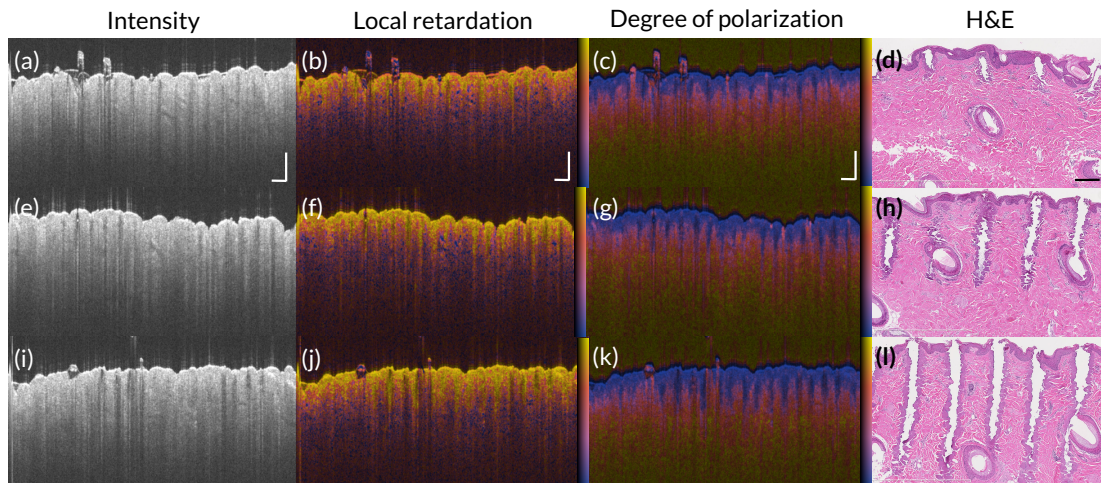 Intensity Local retardation Degree of polarization H&E
(a) (b) (c) (d)
(e) (f) (g) (h)
(i) (j) (k) (l)